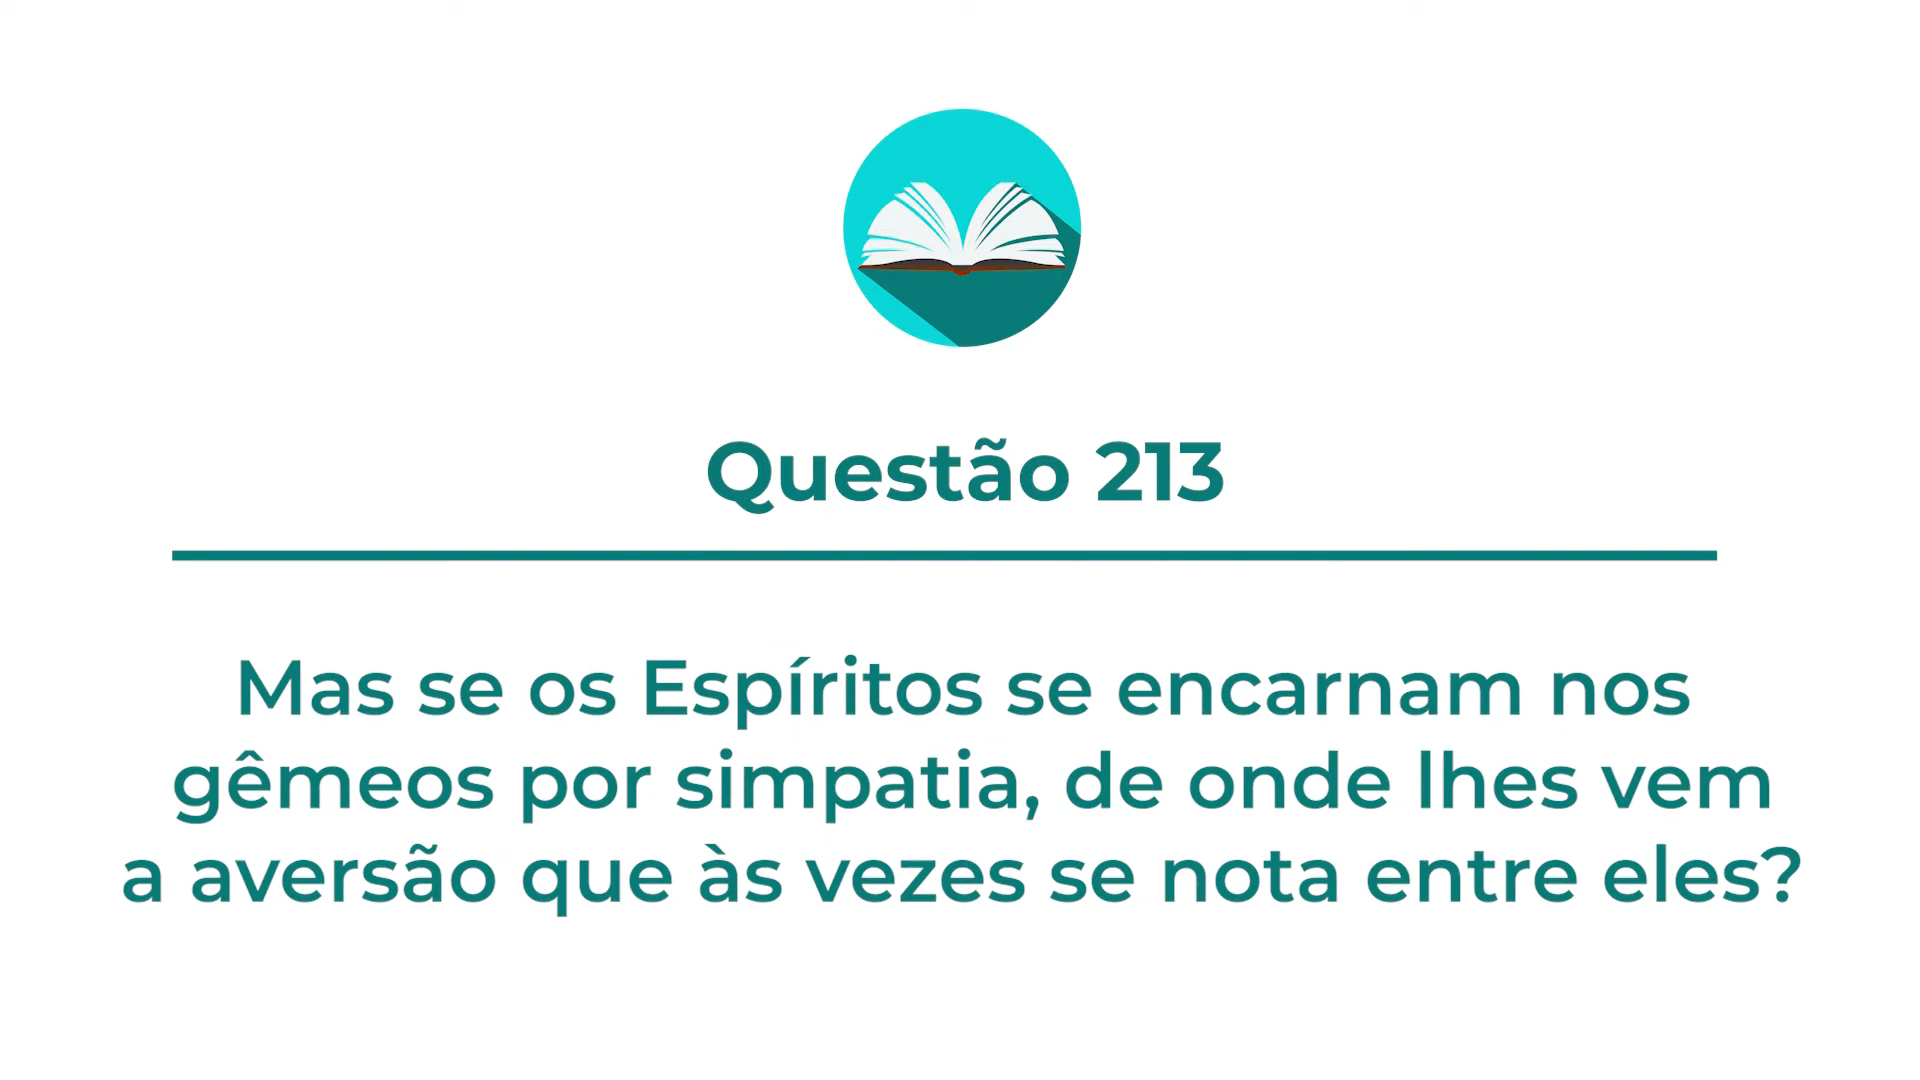 Questão 213
Mas se os Espíritos se encarnam nos
gêmeos por simpatia, de onde lhes vem
a aversão que às vezes se nota entre eles?